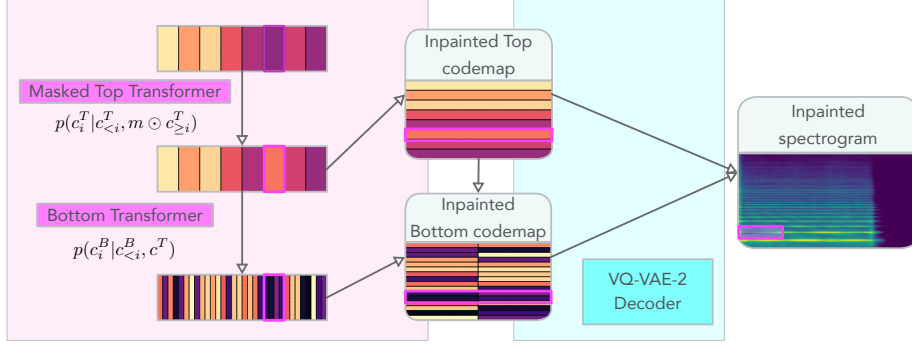 Masked Top Transformer
p(c_i^T|c_{<i}^T, m ⊙ c_{≥i}^T)
Bottom Transformer
p(c_i^B|c_{<i}^B, c^T)
Inpainted Top
codemap
Inpainted
Bottom codemap
VQ-VAE-2
Decoder
Inpainted
spectrogram